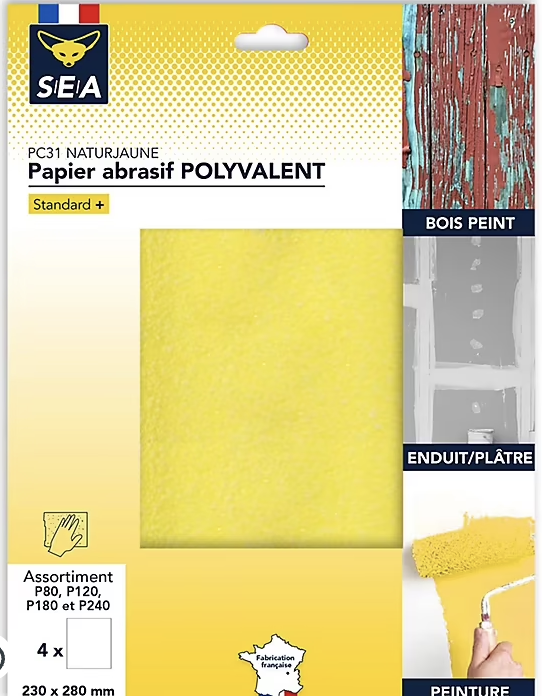 SEA
PC31 NATURJAUNE
Papier abrasif POLYVALENT
Standard +
BOIS PEINT
ENDUIT/PLÂTRE
Assortiment
P80, P120,
P180 et P240
4 x
230 x 280 mm
Fabrication
française
PEINTURE